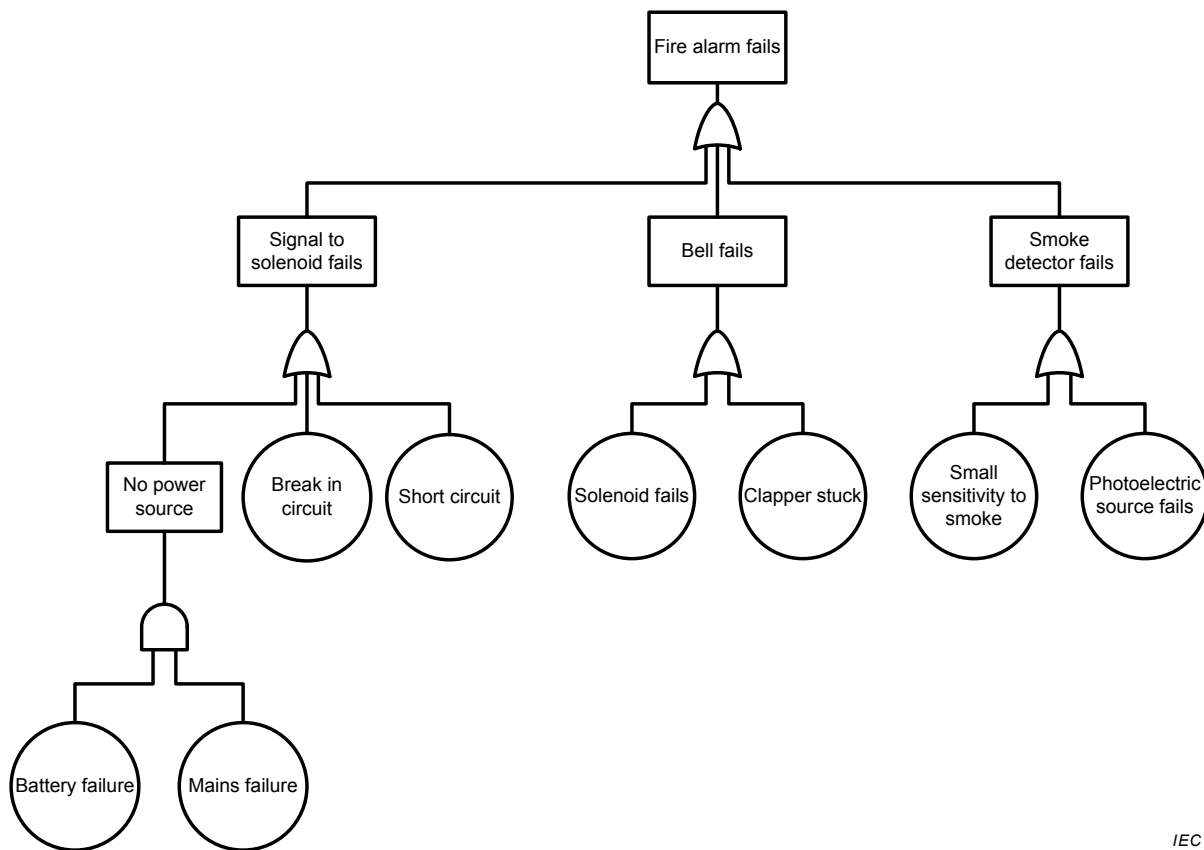 Fire alarm fails
Signal to
solenoid fails
Bell fails
Smoke
detector fails
No power
source
Break in
circuit
Short circuit
Solenoid fails
Clapper stuck
Small
sensitivity to
smoke
Photoelectric
source fails
Battery failure
Mains failure
IEC